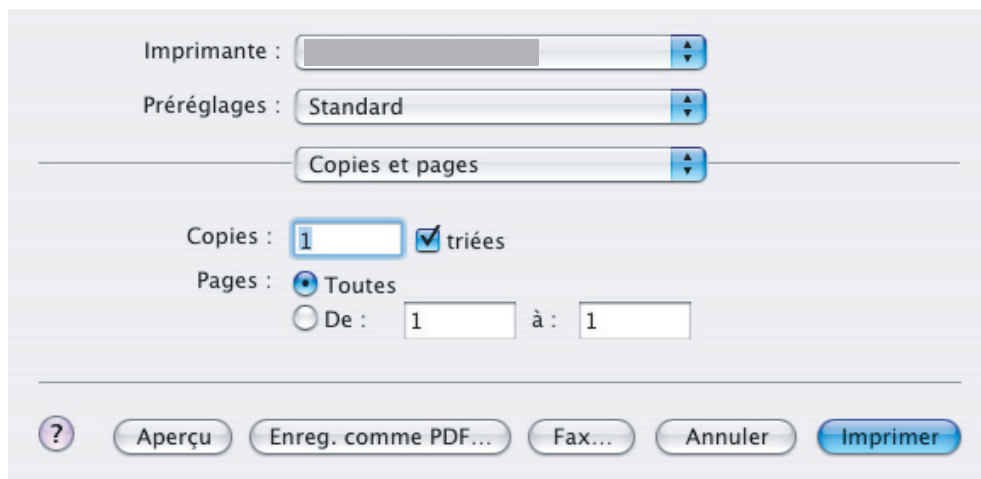 Imprimante :
Préréglages : Standard
Copies et pages
Copies : 1 triées
Pages : Toutes
De : 1 à : 1
? Aperçu Enreg. comme PDF... Fax... Annuler Imprimer